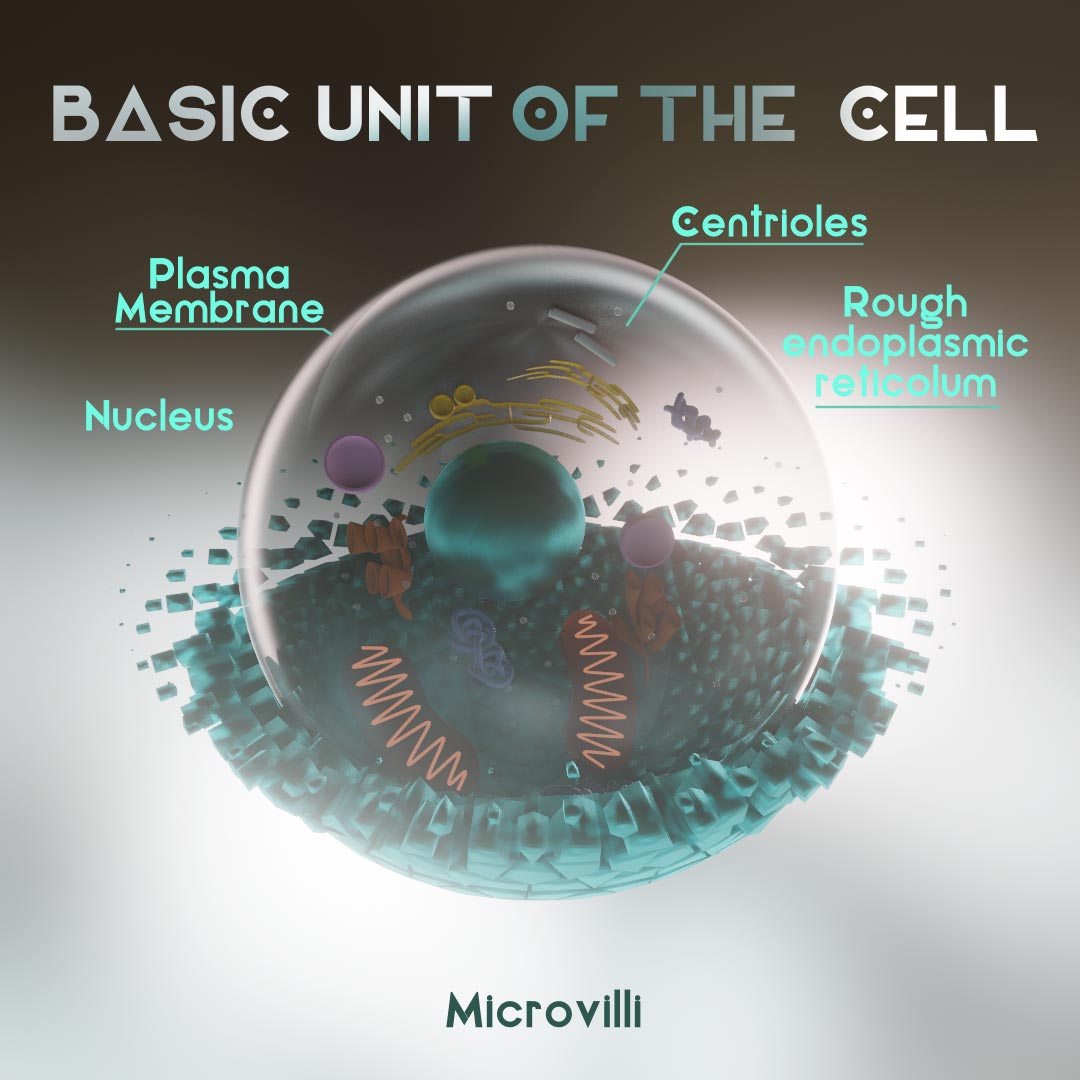 BASIC UNIT OF THE CELL
Centrioles
Plasma
Membrane
Rough
endoplasmic
reticolum
Nucleus
Microvilli